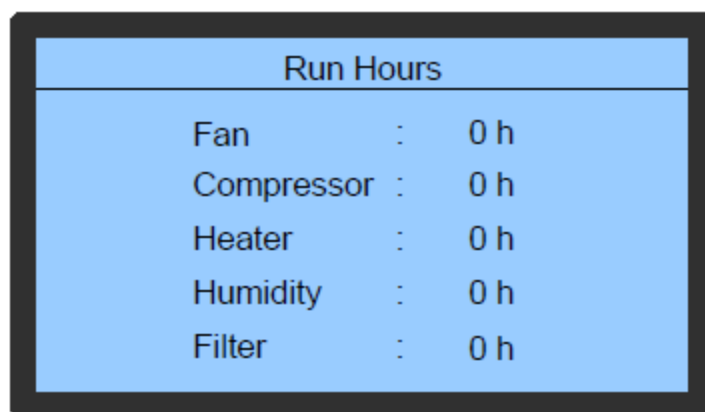 Run Hours
Fan : 0 h
Compressor : 0 h
Heater : 0 h
Humidity : 0 h
Filter : 0 h